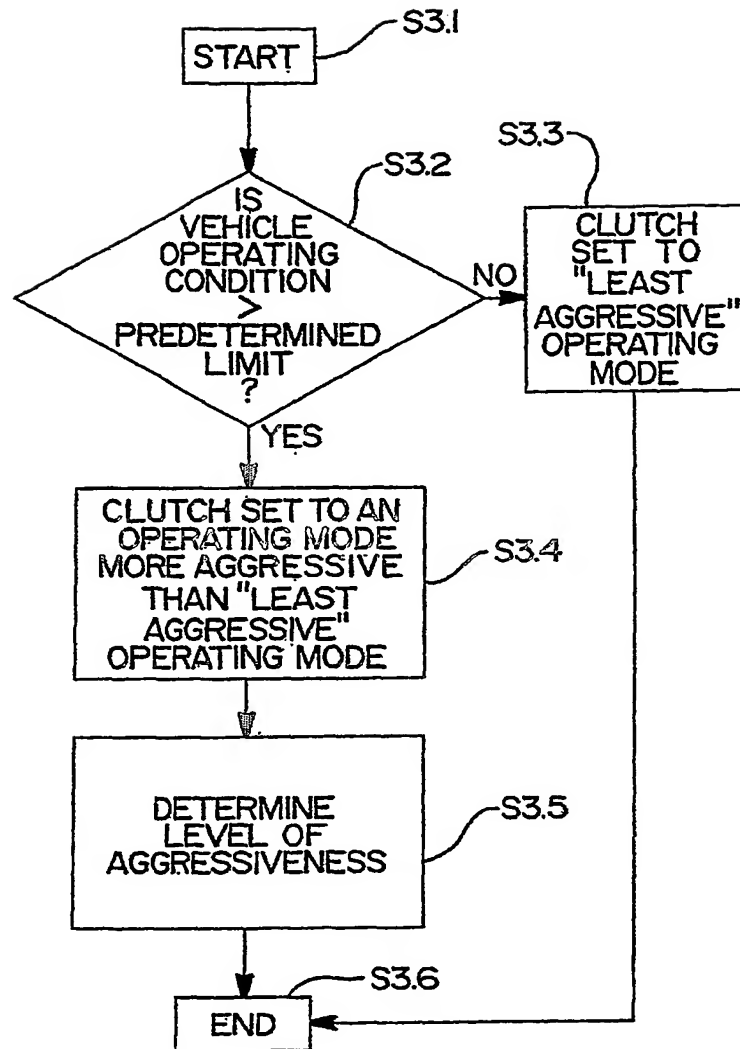 S3.1
START
S3.2
IS
VEHICLE
OPERATING
CONDITION
>
PREDETERMINED
LIMIT
?
NO
S3.3
CLUTCH
SET TO
"LEAST
AGGRESSIVE"
OPERATING
MODE
YES
CLUTCH SET TO AN
OPERATING MODE
MORE AGGRESSIVE
THAN "LEAST
AGGRESSIVE"
OPERATING MODE
S3.4
DETERMINE
LEVEL OF
AGGRESSIVENESS
S3.5
S3.6
END